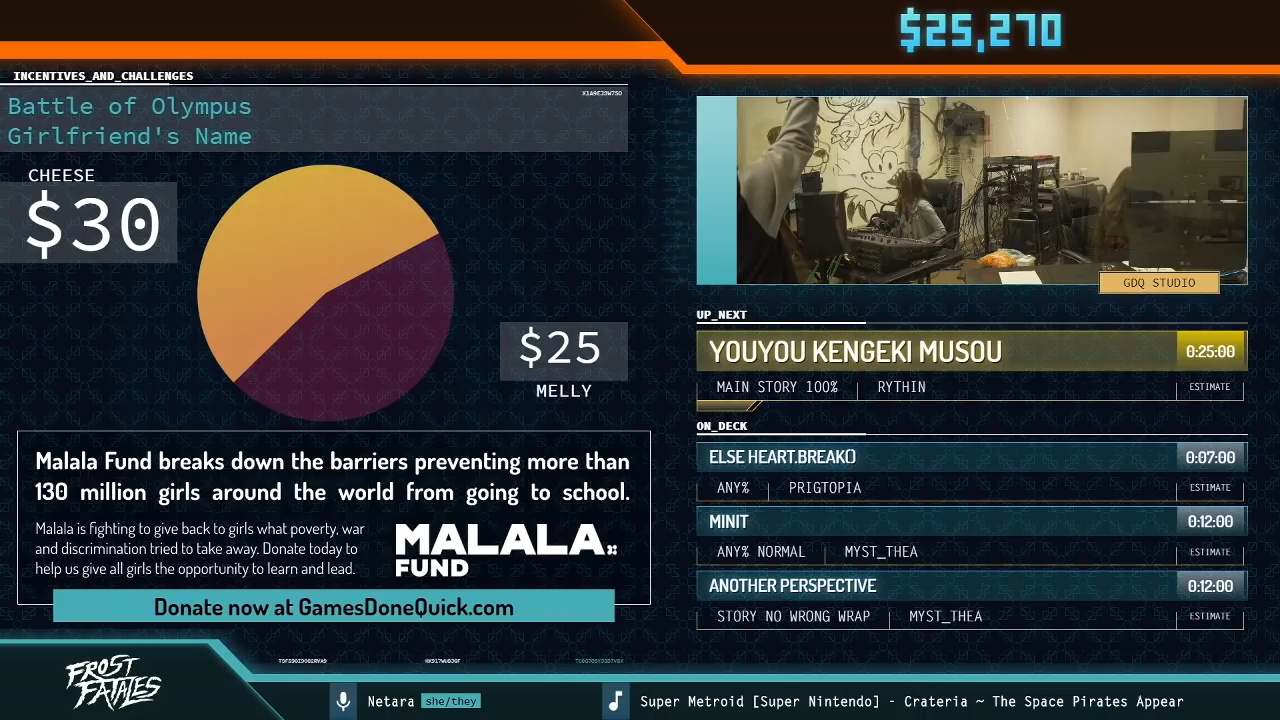 $25,270
INCENTIVES_AND_CHALLENGES
Battle of Olympus
Girlfriend's Name
CHEESE
$30
$25
MELLY
Malala Fund breaks down the barriers preventing more than
130 million girls around the world from going to school.
Malala is fighting to give back to girls what poverty, war
and discrimination tried to take away. Donate today to
help us give all girls the opportunity to learn and lead.
MALALA
FUND
Donate now at GamesDoneQuick.com
GDQ STUDIO
UP_NEXT
YOUYOU KENGEKI MUSOU
0:25:00
MAIN STORY 100%
RYTHIN
ESTIMATE
ON_DECK
ELSE HEART.BREAK()
0:07:00
ANY%
PRIGTOPIA
ESTIMATE
MINIT
0:12:00
ANY% NORMAL
MYST_THEA
ESTIMATE
ANOTHER PERSPECTIVE
0:12:00
STORY NO WRONG WRAP
MYST_THEA
ESTIMATE
FROST
FATALES
Netara she/they
Super Metroid [Super Nintendo] - Crateria ~ The Space Pirates Appear